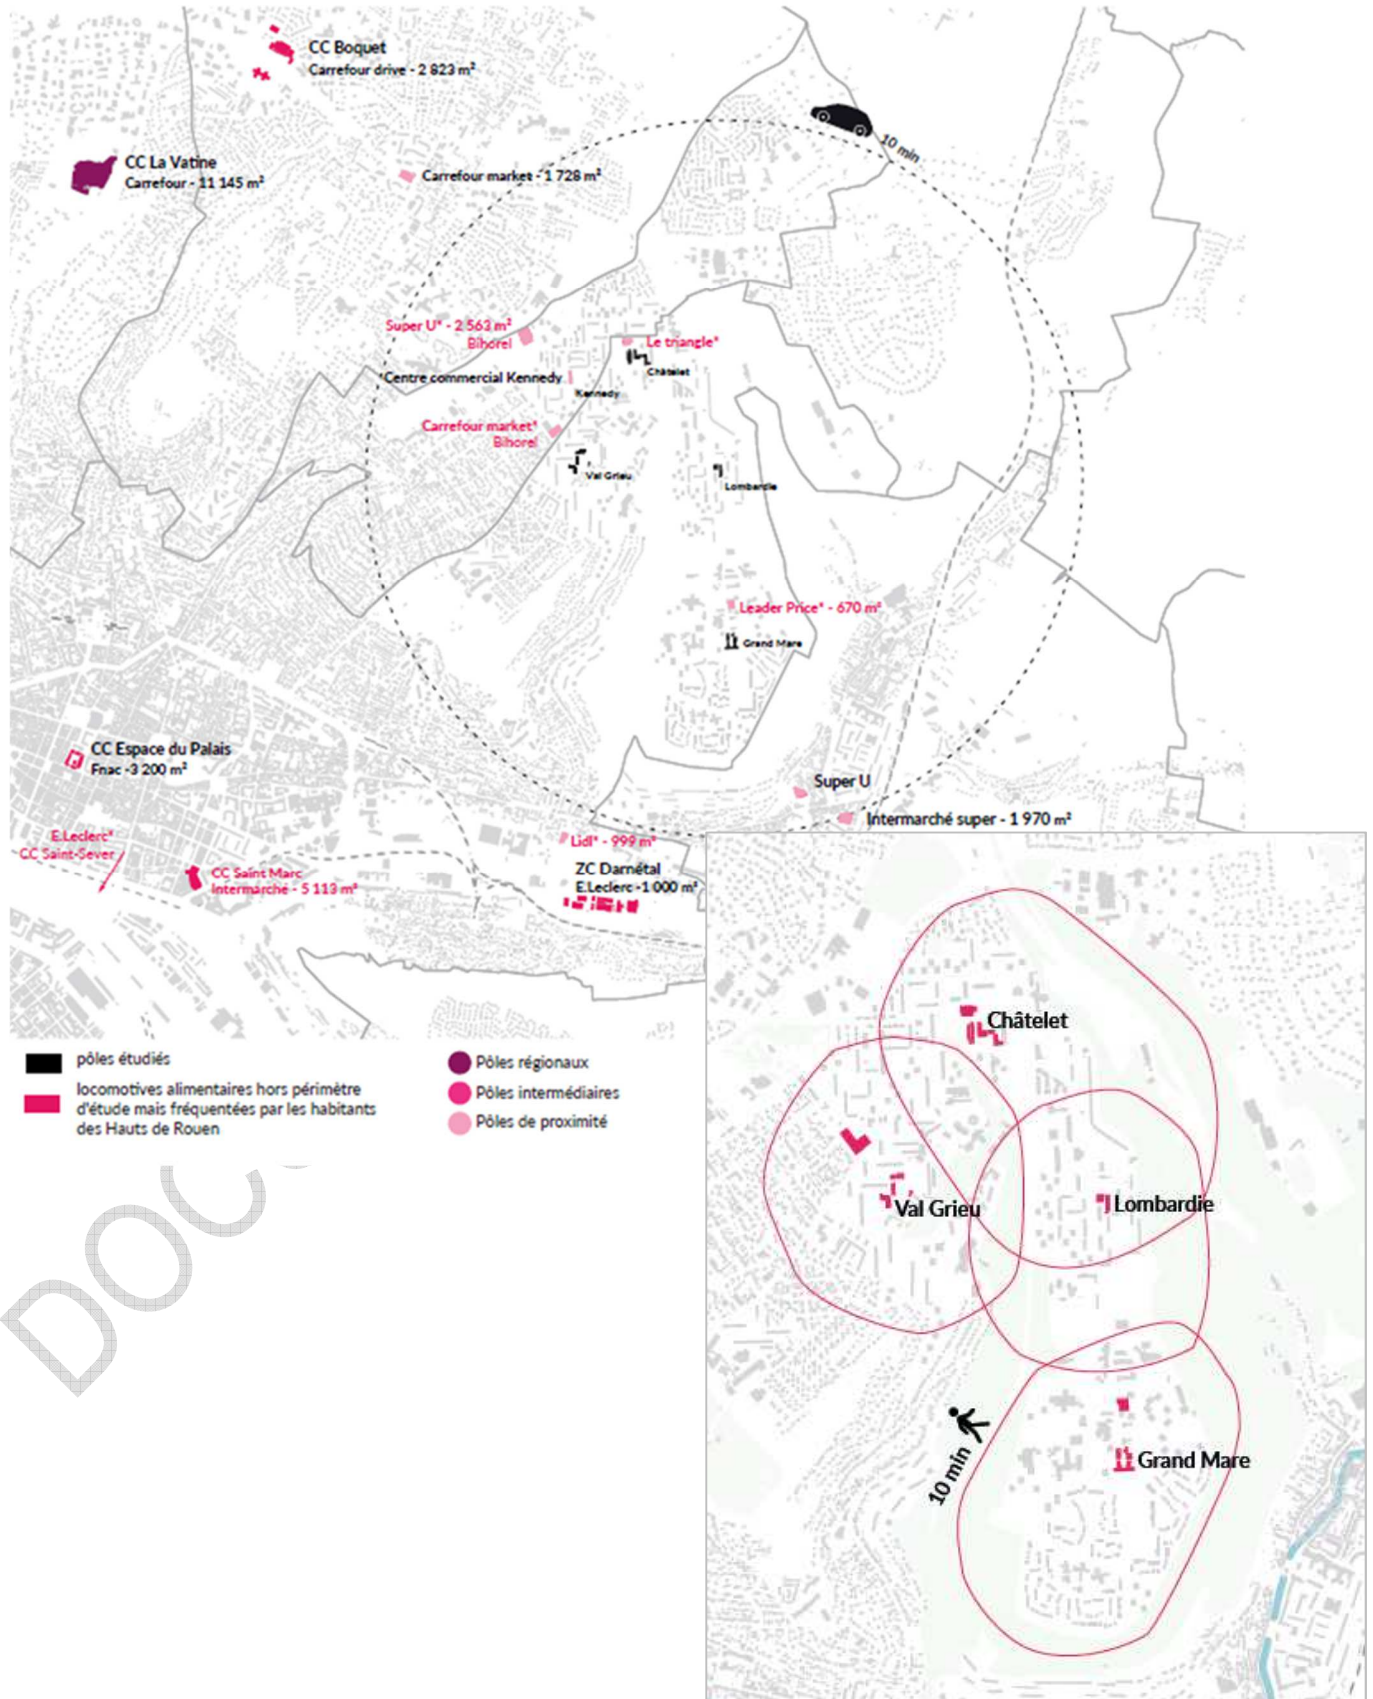 CC Boquet
Carrefour drive - 2 823 m²
10 min
CC La Vatine
Carrefour - 11 145 m²
Carrefour market - 1 728 m²
Super U* - 2 563 m²
Bihorel
Le triangle*
Châtelet
*Centre commercial Kennedy
Kennedy
Carrefour market*
Bihorel
Val Grieu
Lombardie
Leader Price* - 670 m²
Grand Mare
CC Espace du Palais
Fnac -3 200 m²
Super U
Intermarché super - 1 970 m²
E.Leclerc*
CC Saint-Sever
Lidl* - 999 m²
CC Saint Marc
Intermarché - 5 113 m²
ZC Darnétal
E.Leclerc -1 000 m²
pôles étudiés
locomotives alimentaires hors périmètre
d'étude mais fréquentées par les habitants
des Hauts de Rouen
Pôles régionaux
Pôles intermédiaires
Pôles de proximité
Châtelet
Val Grieu
Lombardie
10 min
Grand Mare
DOC